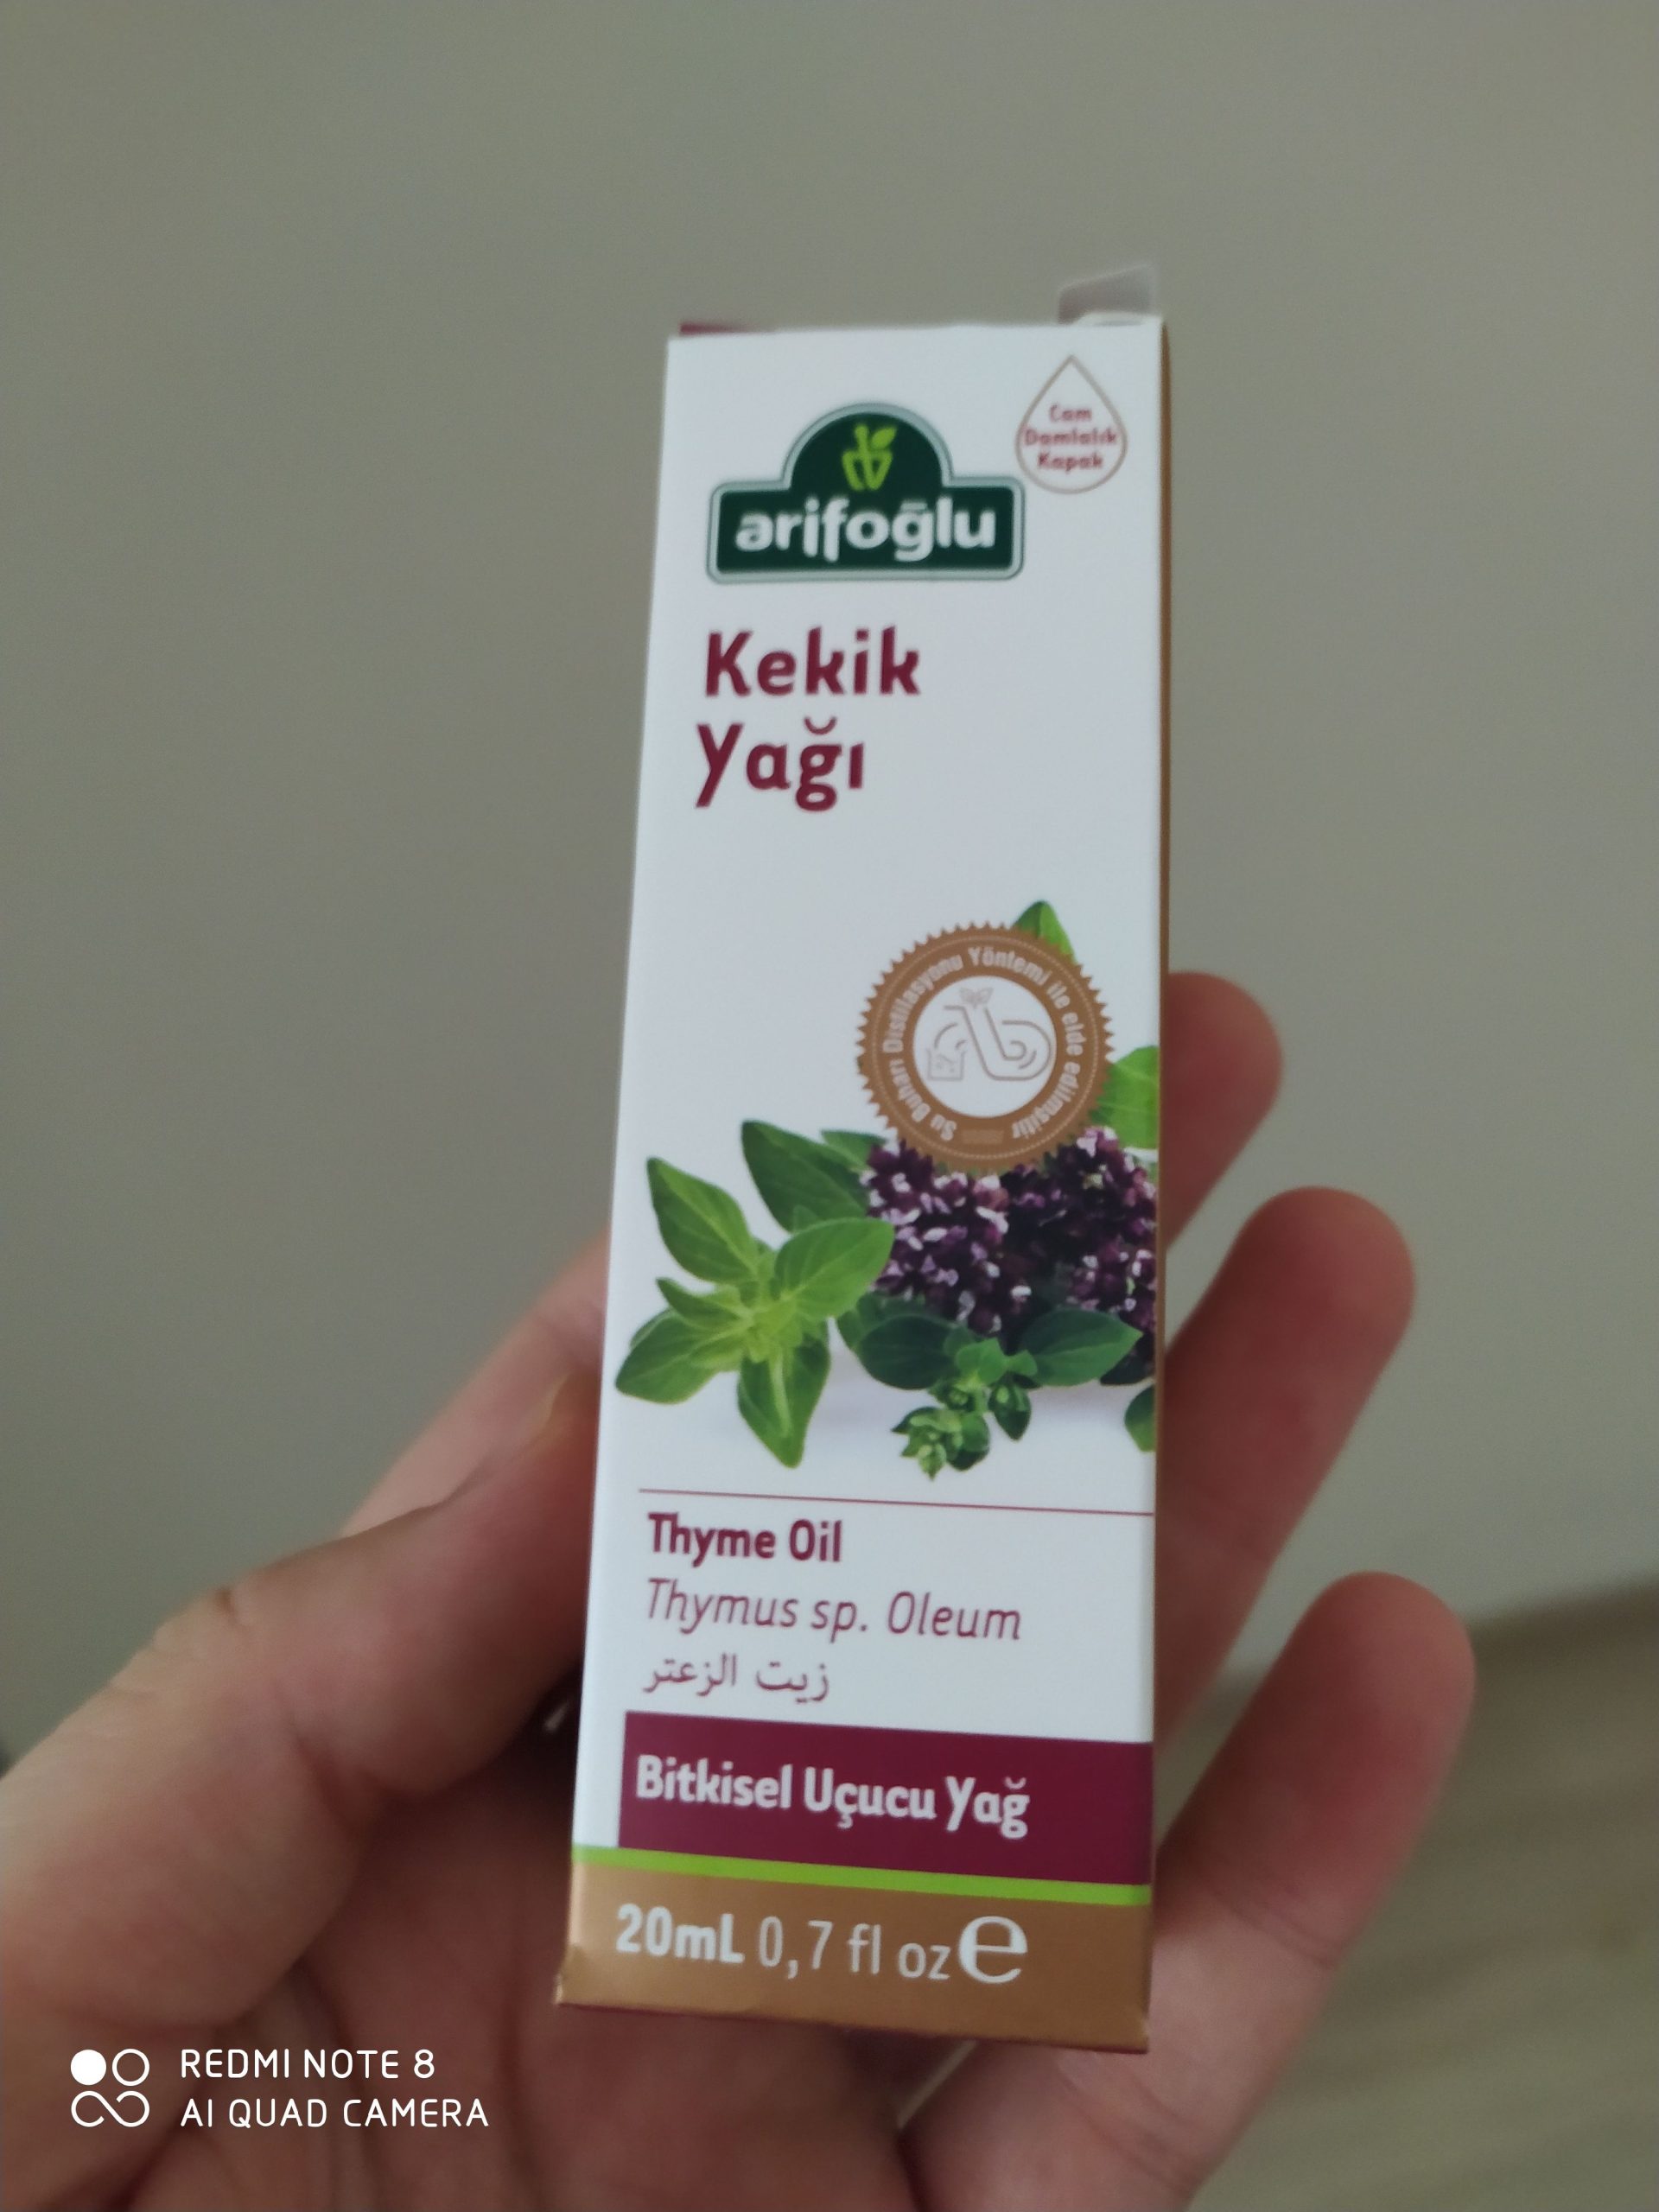 Cam
Damlalık
Kapak
arifoğlu
Kekik
Yağı
Su Buharı Distilasyonu Yöntemi ile elde edilmiştir
Thyme Oil
Thymus sp. Oleum
زيت الزعتر
Bitkisel Uçucu Yağ
20mL 0,7 fl oz ℮
REDMI NOTE 8
AI QUAD CAMERA